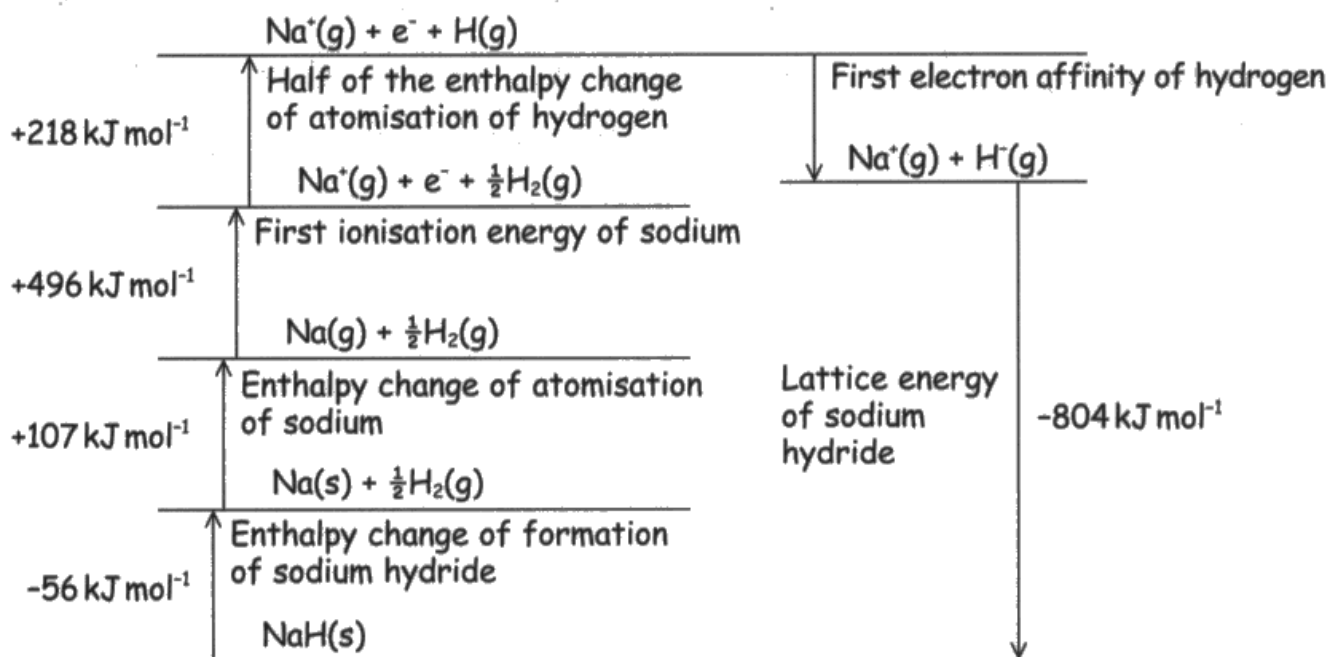 Na⁺(g) + e⁻ + H(g)
Half of the enthalpy change
of atomisation of hydrogen
+218 kJ mol⁻¹
First electron affinity of hydrogen
Na⁺(g) + H⁻(g)
Na⁺(g) + e⁻ + ½H₂(g)
First ionisation energy of sodium
+496 kJ mol⁻¹
Na(g) + ½H₂(g)
Enthalpy change of atomisation
of sodium
+107 kJ mol⁻¹
Lattice energy
of sodium
hydride
-804 kJ mol⁻¹
Na(s) + ½H₂(g)
Enthalpy change of formation
of sodium hydride
-56 kJ mol⁻¹
NaH(s)